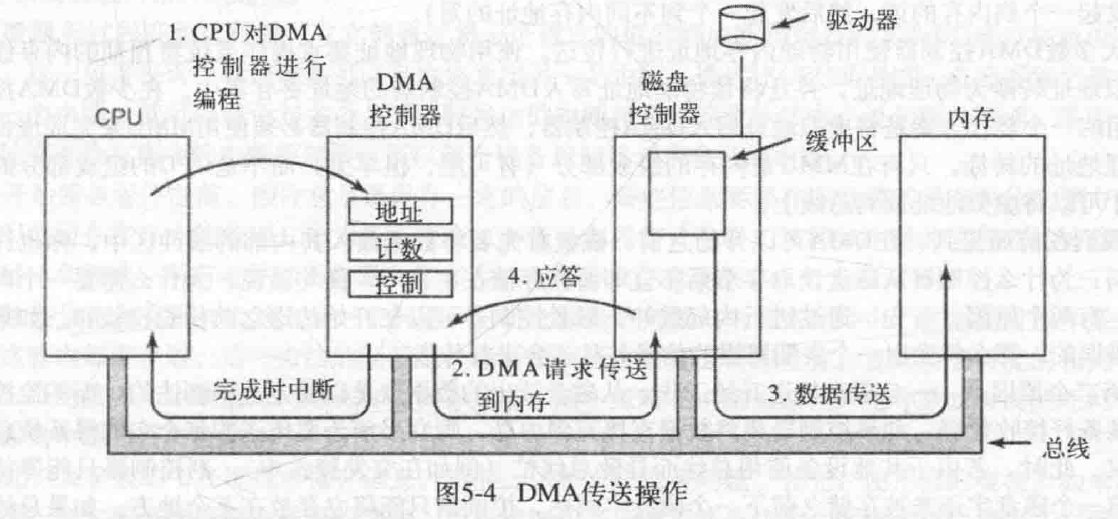 驱动器
1. CPU对DMA
控制器进行
编程
DMA
控制器
磁盘
控制器
CPU
内存
缓冲区
地址
计数
控制
4. 应答
完成时中断
2. DMA请求传送
到内存
3. 数据传送
总线
图5-4 DMA传送操作